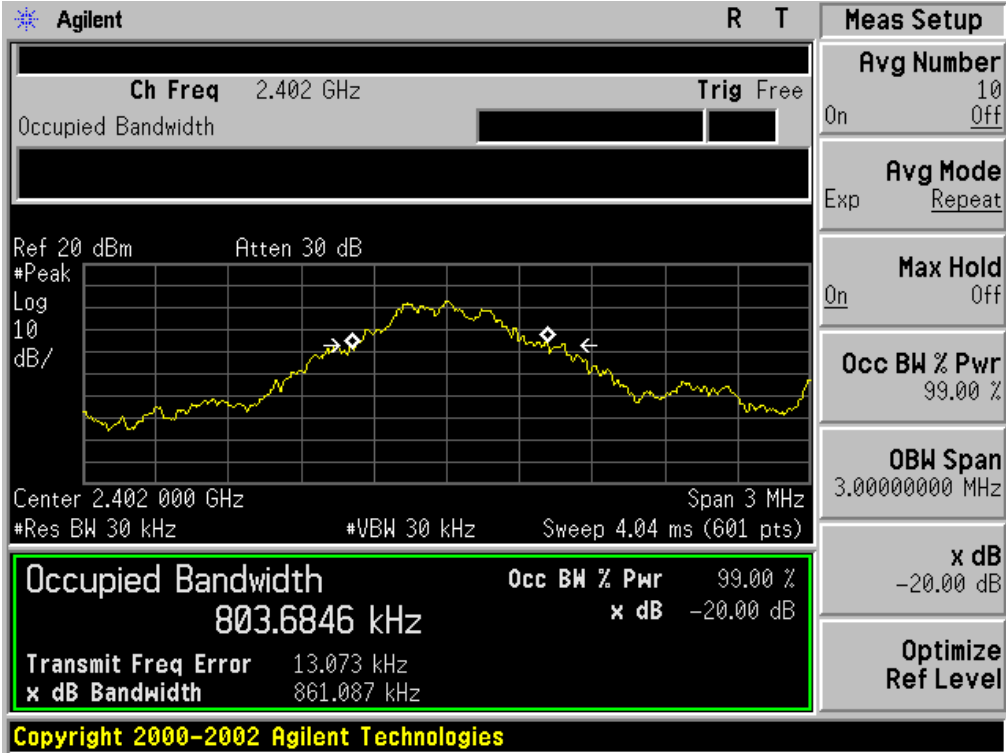 Agilent R T
Ch Freq 2.402 GHz Trig Free
Occupied Bandwidth
Ref 20 dBm Atten 30 dB
#Peak
Log
10
dB/
Center 2.402 000 GHz Span 3 MHz
#Res BW 30 kHz #VBW 30 kHz Sweep 4.04 ms (601 pts)
Occupied Bandwidth Occ BW % Pwr 99.00 %
803.6846 kHz x dB -20.00 dB
Transmit Freq Error 13.073 kHz
x dB Bandwidth 861.087 kHz
Copyright 2000-2002 Agilent Technologies
Meas Setup
Avg Number
10
On Off
Avg Mode
Exp Repeat
Max Hold
On Off
Occ BW % Pwr
99.00 %
OBW Span
3.00000000 MHz
x dB
-20.00 dB
Optimize
Ref Level